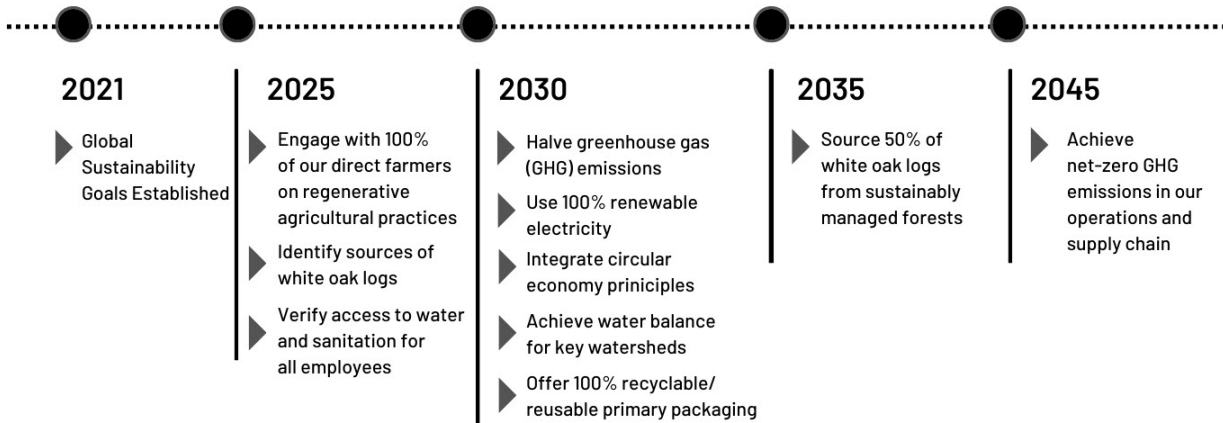 2021
Global
Sustainability
Goals Established
2025
Engage with 100%
of our direct farmers
on regenerative
agricultural practices
Identify sources of
white oak logs
Verify access to water
and sanitation for
all employees
2030
Halve greenhouse gas
(GHG) emissions
Use 100% renewable
electricity
Integrate circular
economy priniciples
Achieve water balance
for key watersheds
Offer 100% recyclable/
reusable primary packaging
2035
Source 50% of
white oak logs
from sustainably
managed forests
2045
Achieve
net-zero GHG
emissions in our
operations and
supply chain